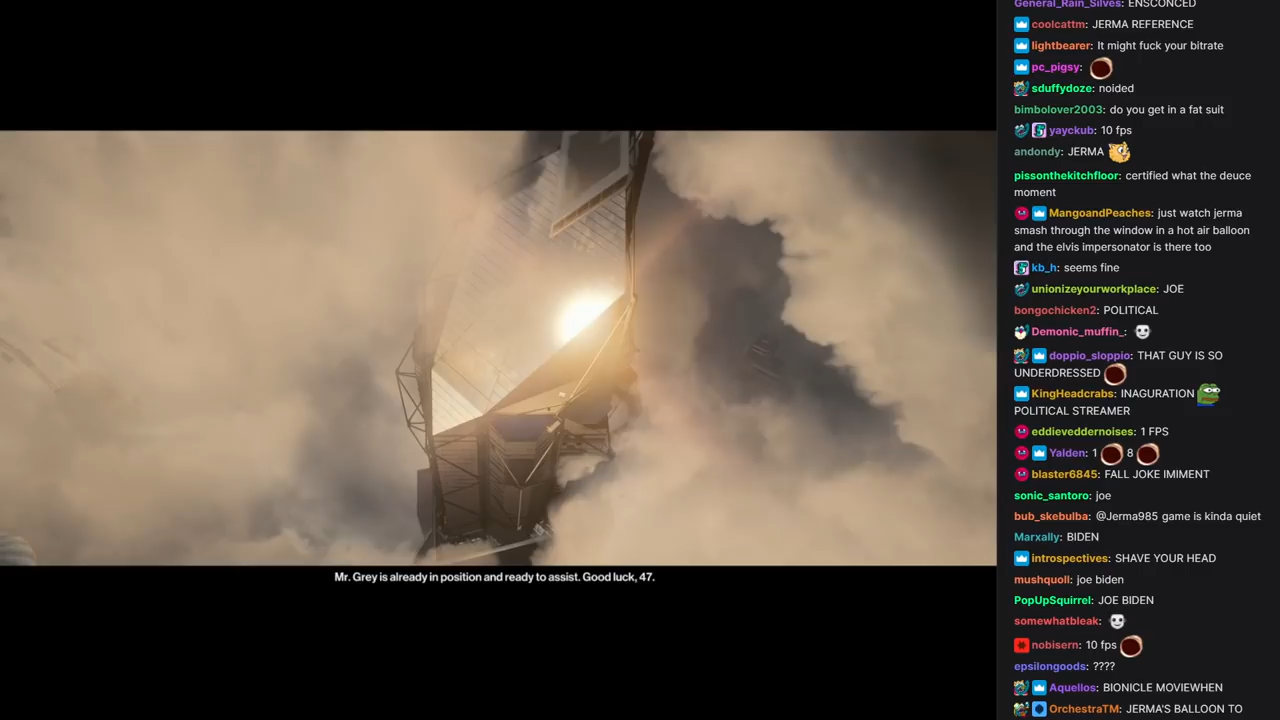 Mr. Grey is already in position and ready to assist. Good luck, 47.
General_Rain_Silves: ENSCONCED
coolcattm: JERMA REFERENCE
lightbearer: It might fuck your bitrate
pc_pigsy:
sduffydoze: noided
bimbolover2003: do you get in a fat suit
yayckub: 10 fps
andondy: JERMA
pissonthekitchfloor: certified what the deuce
moment
MangoandPeaches: just watch jerma
smash through the window in a hot air balloon
and the elvis impersonator is there too
kb_h: seems fine
unionizeyourworkplace: JOE
bongochicken2: POLITICAL
Demonic_muffin_:
doppio_sloppio: THAT GUY IS SO
UNDERDRESSED
KingHeadcrabs: INAGURATION
POLITICAL STREAMER
eddieveddernoises: 1 FPS
Yalden: 1 8
blaster6845: FALL JOKE IMIMENT
sonic_santoro: joe
bub_skebulba: @Jerma985 game is kinda quiet
Marxally: BIDEN
introspectives: SHAVE YOUR HEAD
mushquoll: joe biden
PopUpSquirrel: JOE BIDEN
somewhatbleak:
nobisern: 10 fps
epsilongoods: ????
Aquellos: BIONICLE MOVIEWHEN
OrchestraTM: JERMA'S BALLOON TO